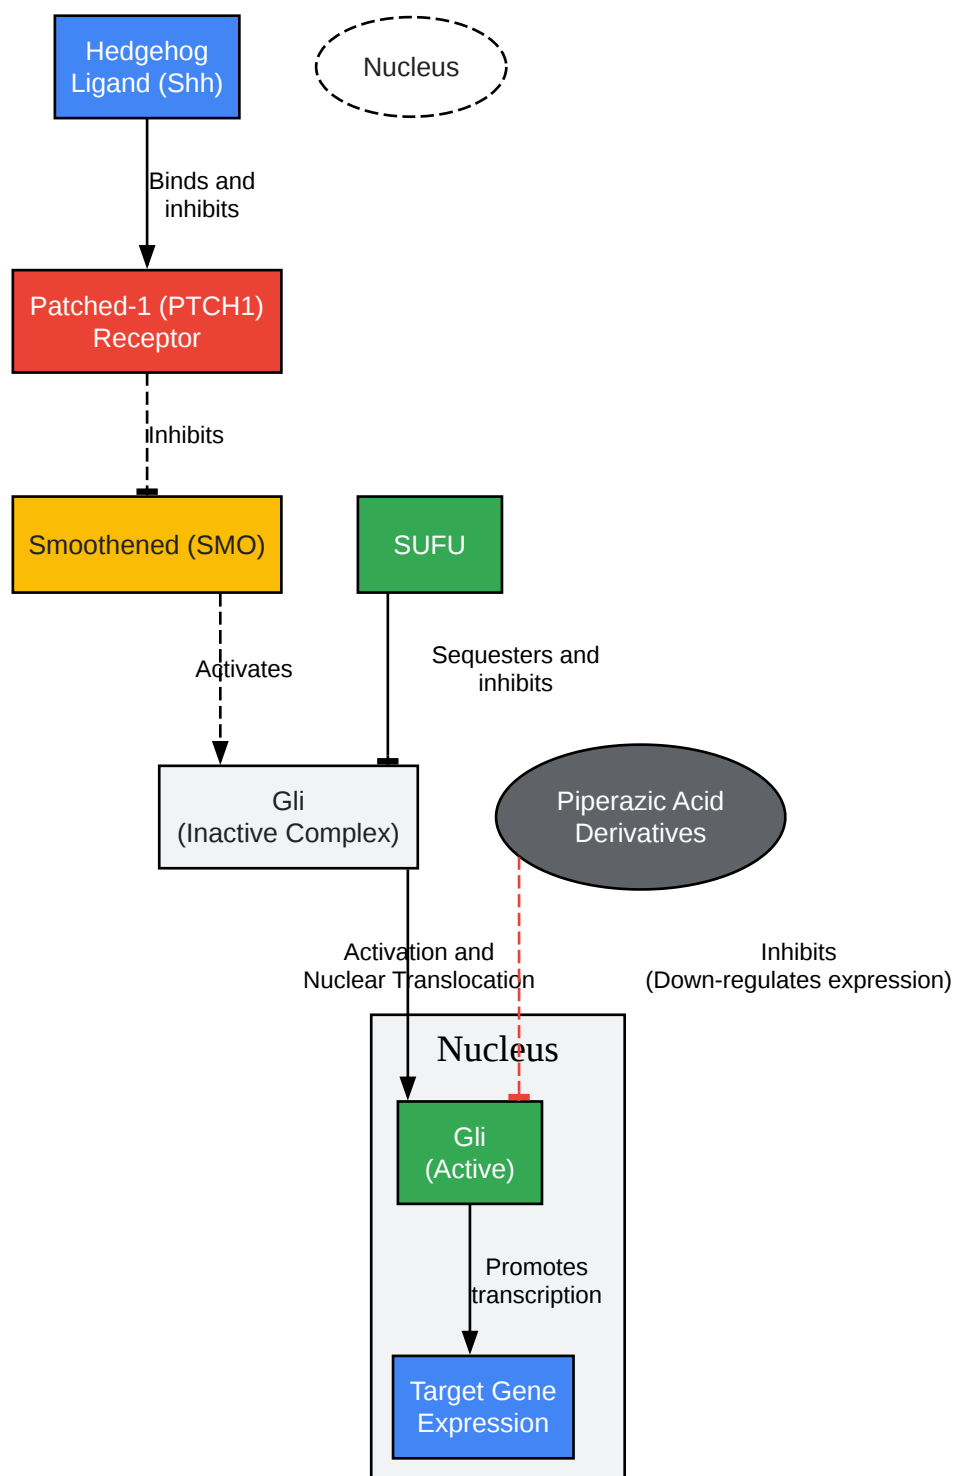 Hedgehog
Ligand (Shh)
Nucleus
Binds and
inhibits
Patched-1 (PTCH1)
Receptor
Inhibits
Smoothened (SMO)
SUFU
Activates
Sequesters and
inhibits
Gli
(Inactive Complex)
Piperazic Acid
Derivatives
Activation and
Nuclear Translocation
Inhibits
(Down-regulates expression)
Nucleus
Gli
(Active)
Promotes
transcription
Target Gene
Expression